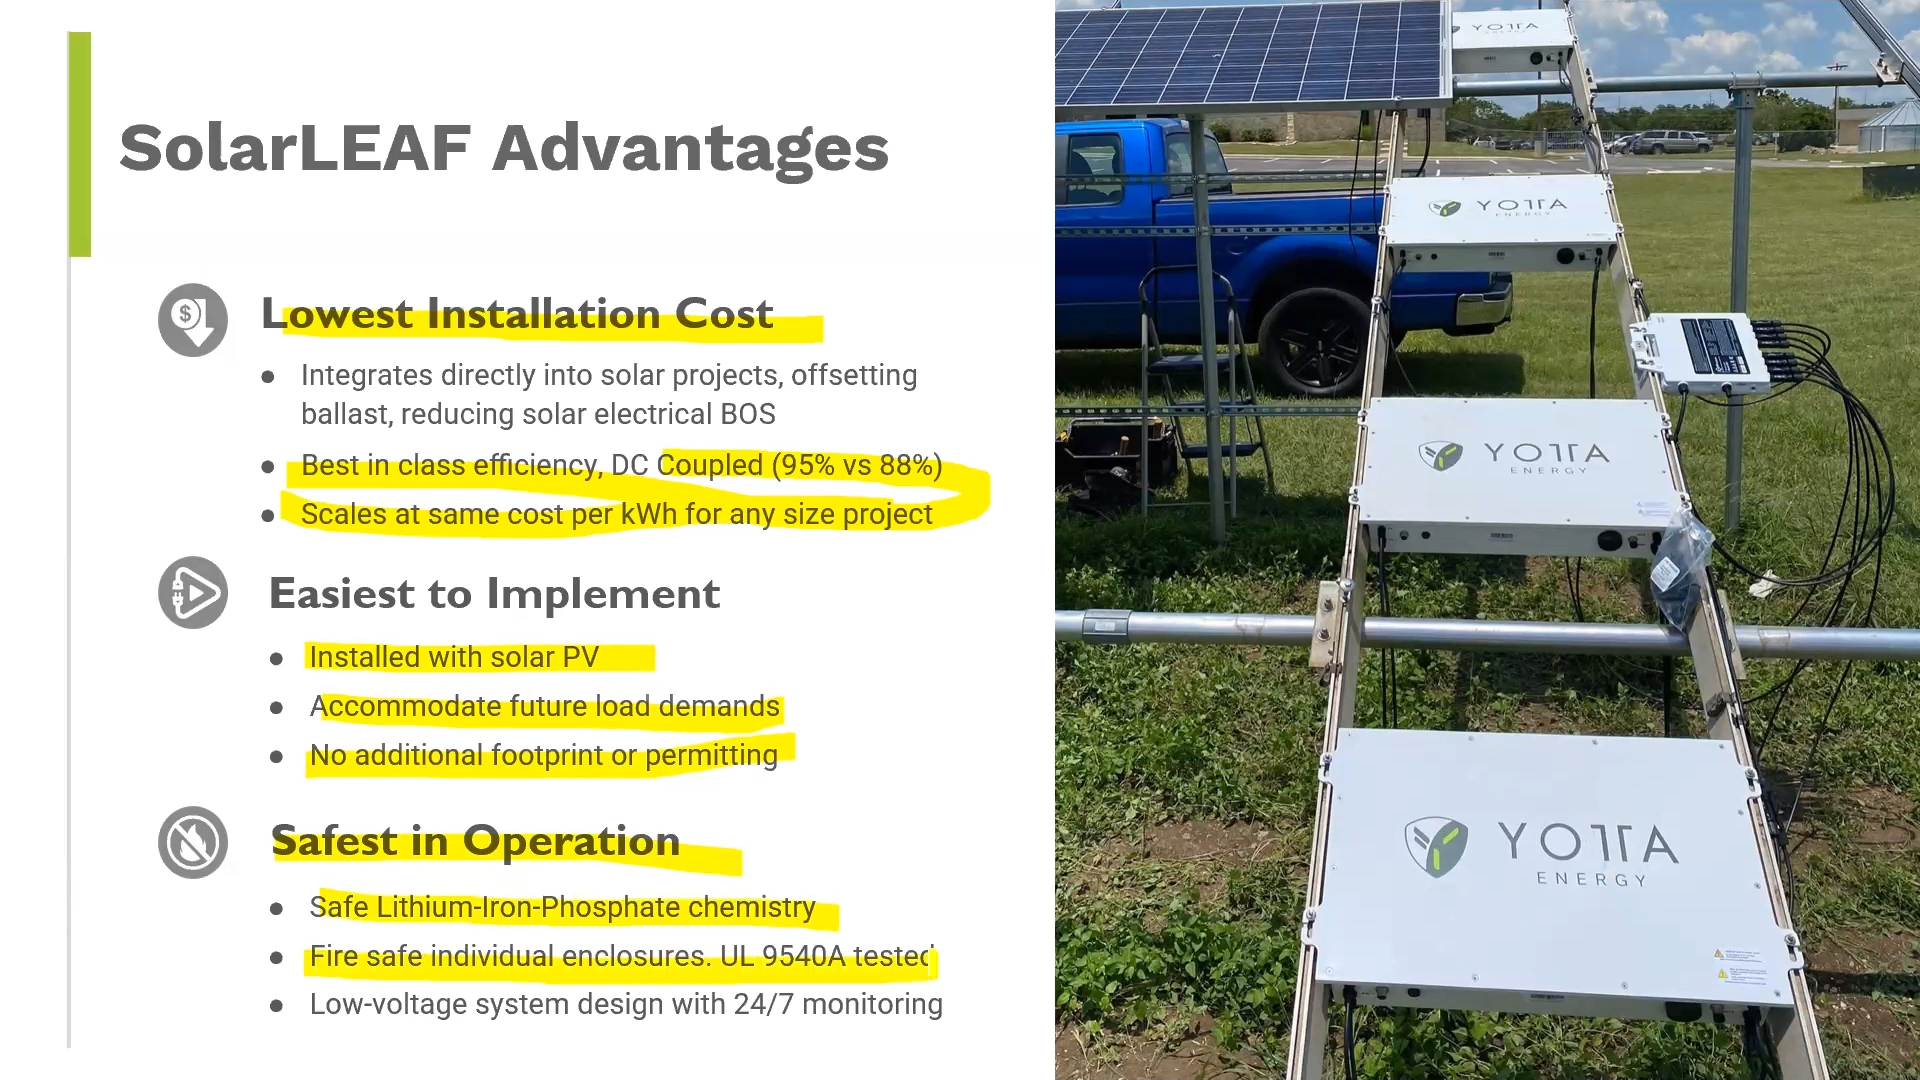 SolarLEAF Advantages
Lowest Installation Cost
● Integrates directly into solar projects, offsetting
ballast, reducing solar electrical BOS
● Best in class efficiency, DC Coupled (95% vs 88%)
● Scales at same cost per kWh for any size project
Easiest to Implement
● Installed with solar PV
● Accommodate future load demands
● No additional footprint or permitting
Safest in Operation
● Safe Lithium-Iron-Phosphate chemistry
● Fire safe individual enclosures. UL 9540A tested
● Low-voltage system design with 24/7 monitoring
$
YOTTA
YOTTA
ENERGY
YOTTA
ENERGY
YOTTA
ENERGY